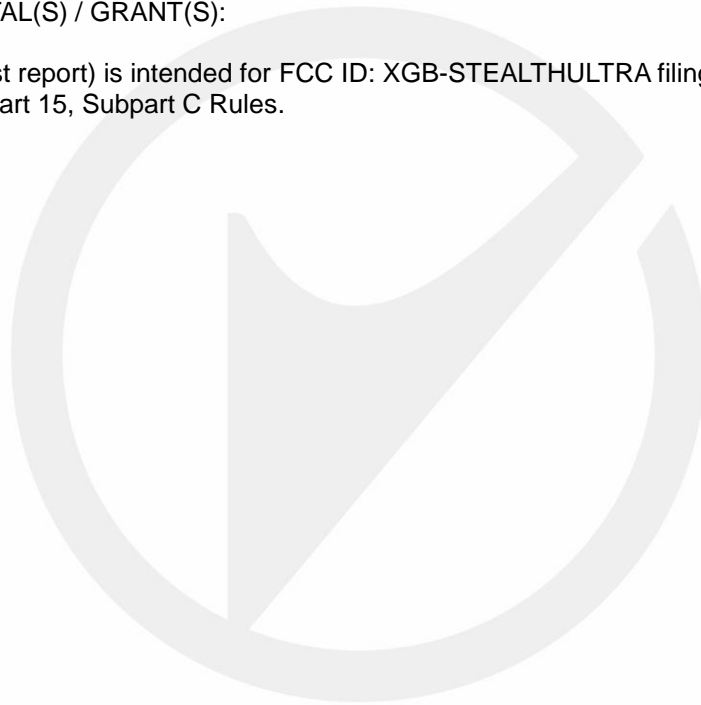 TAL(S) / GRANT(S):
st report) is intended for FCC ID: XGB-STEALTHULTRA filing
art 15, Subpart C Rules.